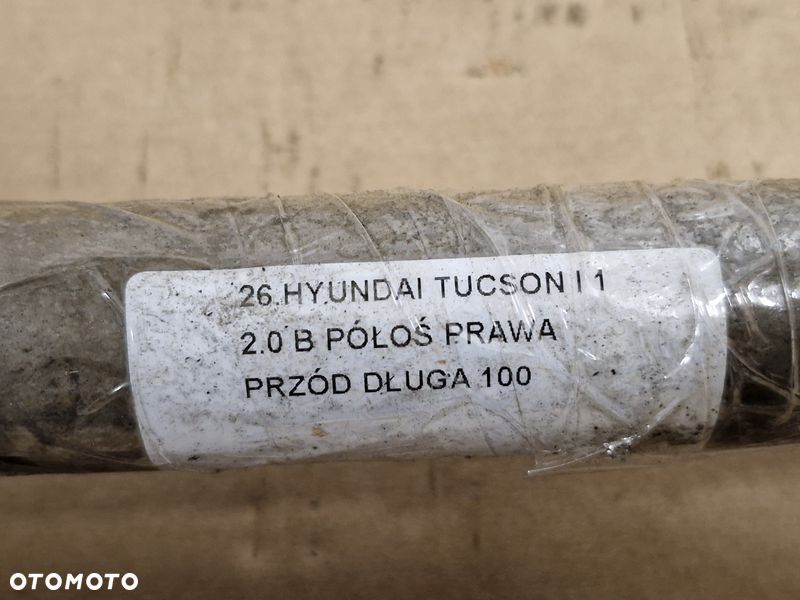 26.HYUNDAI TUCSON I 1
2.0 B PÓŁOŚ PRAWA
PRZÓD DŁUGA 100
OTOMOTO